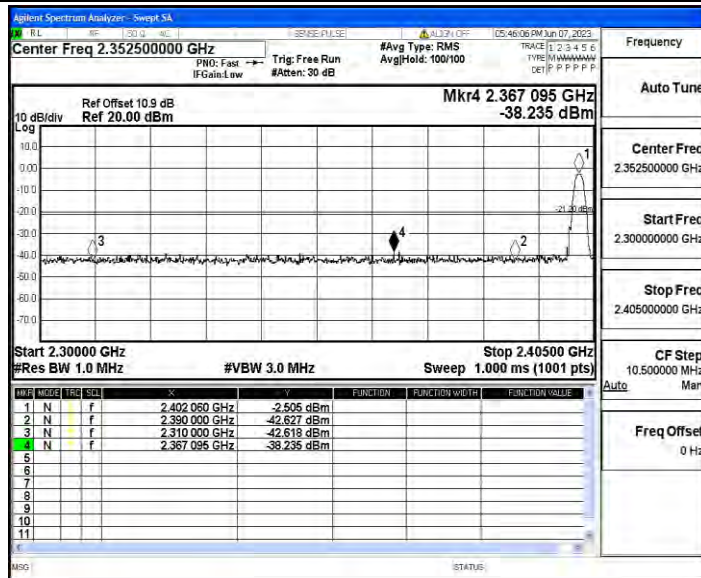 Agilent Spectrum Analyzer - Swept SA
RL RF 50 Ω AC SENSE:PULSE ALIGN OFF 05:46:06 PM Jun 07, 2023
Center Freq 2.352500000 GHz
PNO: Fast
IFGain:Low
Trig: Free Run
#Atten: 30 dB
#Avg Type: RMS
Avg|Hold: 100/100
TRACE 1 2 3 4 5 6
TYPE MWWWWW
DET P P P P P P
Ref Offset 10.9 dB
10 dB/div Ref 20.00 dBm
Log
Mkr4 2.367 095 GHz
-38.235 dBm
10.0
0.00
-10.0
-20.0
-30.0
-40.0
-50.0
-60.0
-70.0
1
-21.20 dBm
3
4
2
Start 2.30000 GHz Stop 2.40500 GHz
#Res BW 1.0 MHz #VBW 3.0 MHz Sweep 1.000 ms (1001 pts)
MKR MODE TRC SCL X Y FUNCTION FUNCTION WIDTH FUNCTION VALUE
1 N f 2.402 060 GHz -2.505 dBm
2 N f 2.390 000 GHz -42.627 dBm
3 N f 2.310 000 GHz -42.618 dBm
4 N f 2.367 095 GHz -38.235 dBm
5
6
7
8
9
10
11
MSG STATUS
Frequency
Auto Tune
Center Freq
2.352500000 GHz
Start Freq
2.300000000 GHz
Stop Freq
2.405000000 GHz
CF Step
10.500000 MHz
Auto Man
Freq Offset
0 Hz